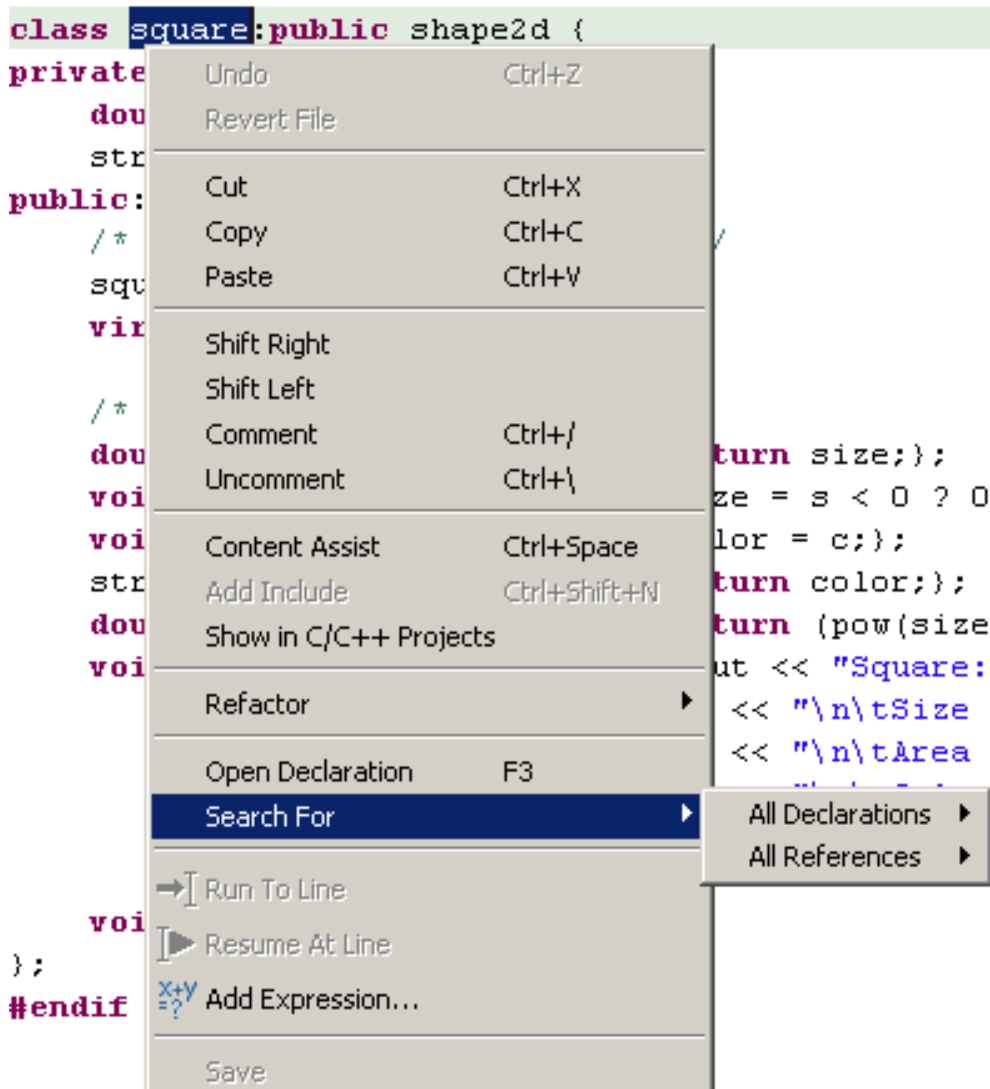 class square:public shape2d {
private
dou
str
public:
/* /
squ
vir
/*
dou turn size;};
voi ze = s < 0 ? 0
voi lor = c;};
str turn color;};
dou turn (pow(size
voi ut << "Square:
<< "\n\tSize
<< "\n\tArea
voi
};
#endif
Undo Ctrl+Z
Revert File
Cut Ctrl+X
Copy Ctrl+C
Paste Ctrl+V
Shift Right
Shift Left
Comment Ctrl+/
Uncomment Ctrl+\
Content Assist Ctrl+Space
Add Include Ctrl+Shift+N
Show in C/C++ Projects
Refactor
Open Declaration F3
Search For
All Declarations
All References
Run To Line
Resume At Line
X+Y=? Add Expression...
Save